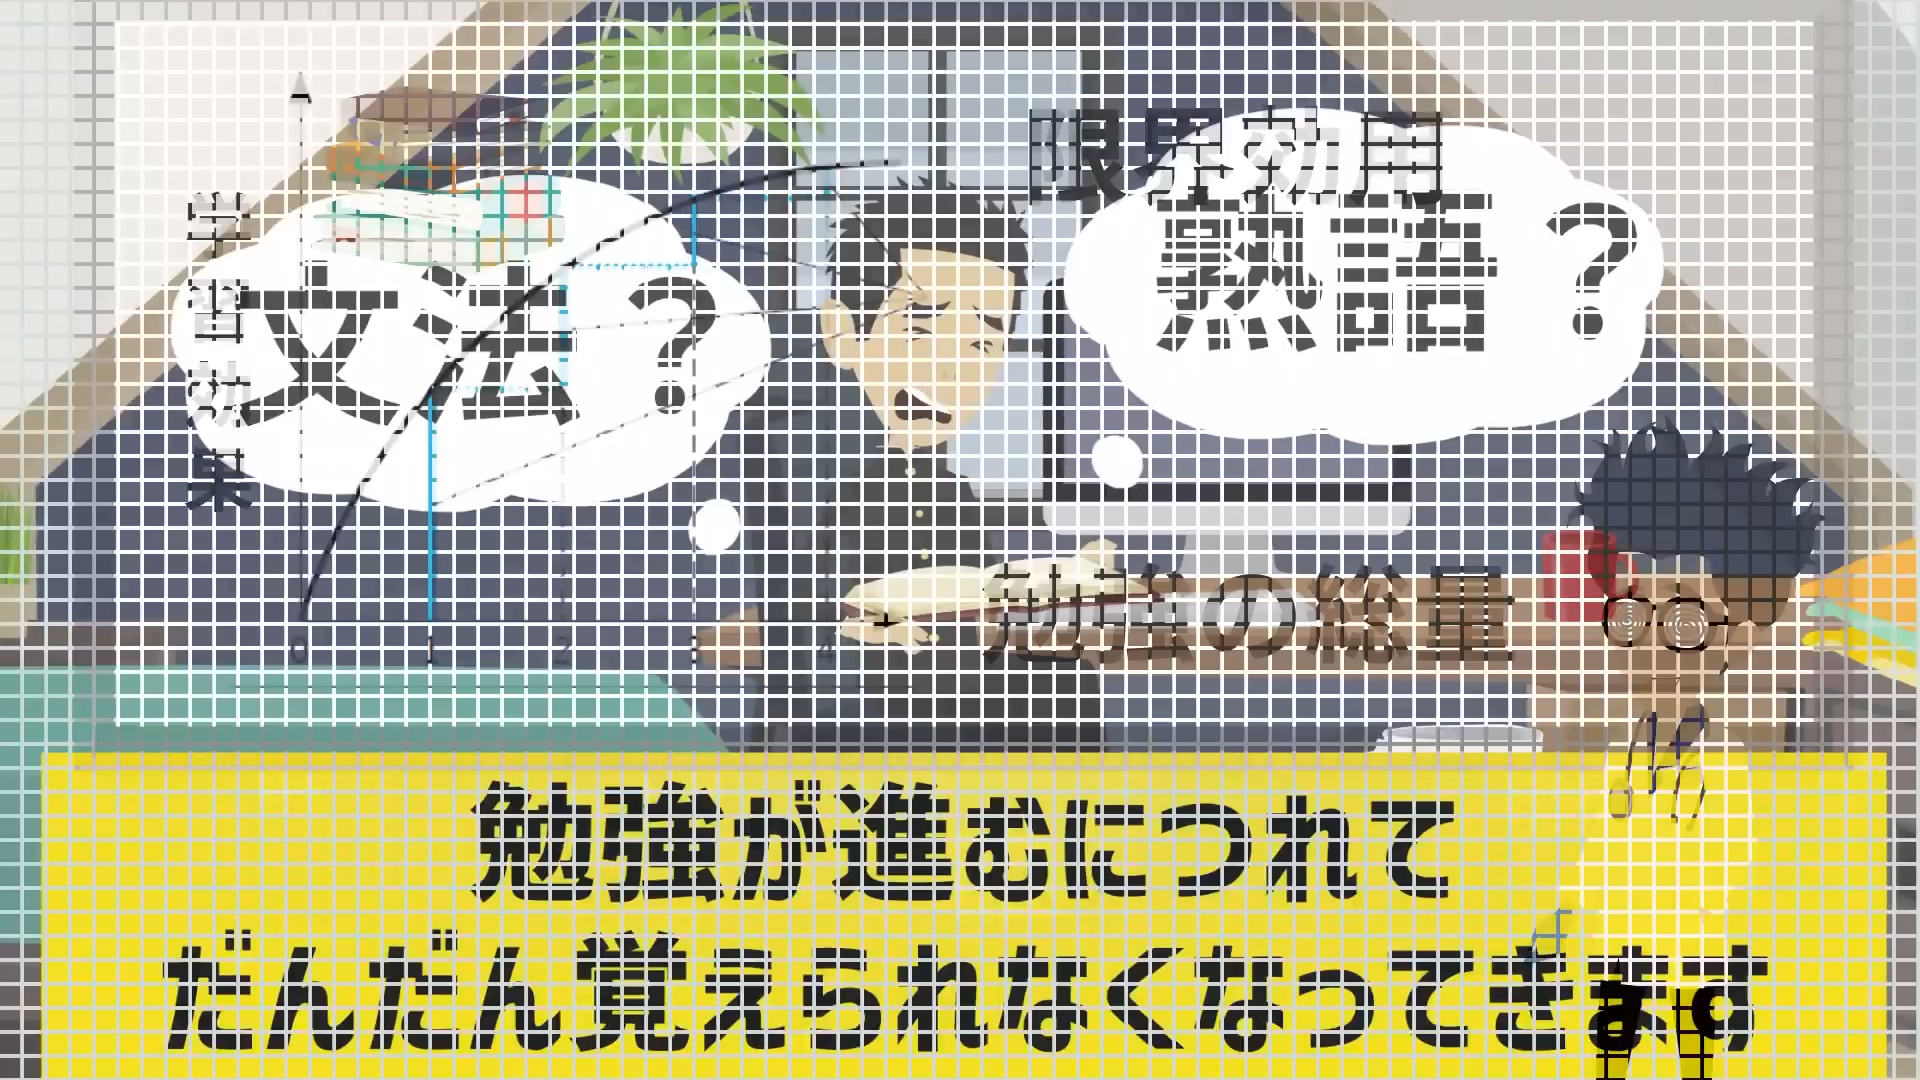 限界効用
学習効果
文法？
熟語？
0 1 2 3 4
勉強の総量
勉強が進むにつれて
だんだん覚えられなくなってきます